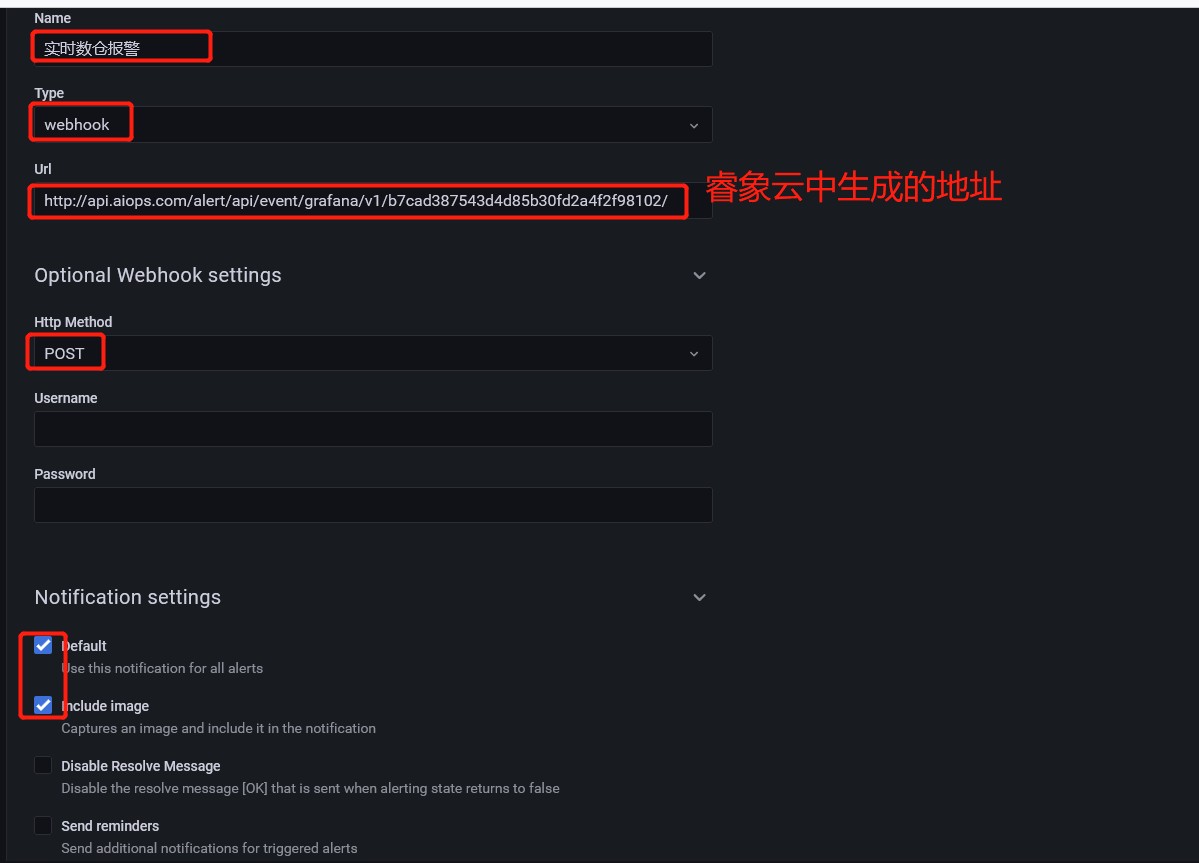 Name
实时数仓报警
Type
webhook
Url
http://api.aiops.com/alert/api/event/grafana/v1/b7cad387543d4d85b30fd2a4f2f98102/
睿象云中生成的地址
Optional Webhook settings
Http Method
POST
Username
Password
Notification settings
Default
Use this notification for all alerts
Include image
Captures an image and include it in the notification
Disable Resolve Message
Disable the resolve message [OK] that is sent when alerting state returns to false
Send reminders
Send additional notifications for triggered alerts